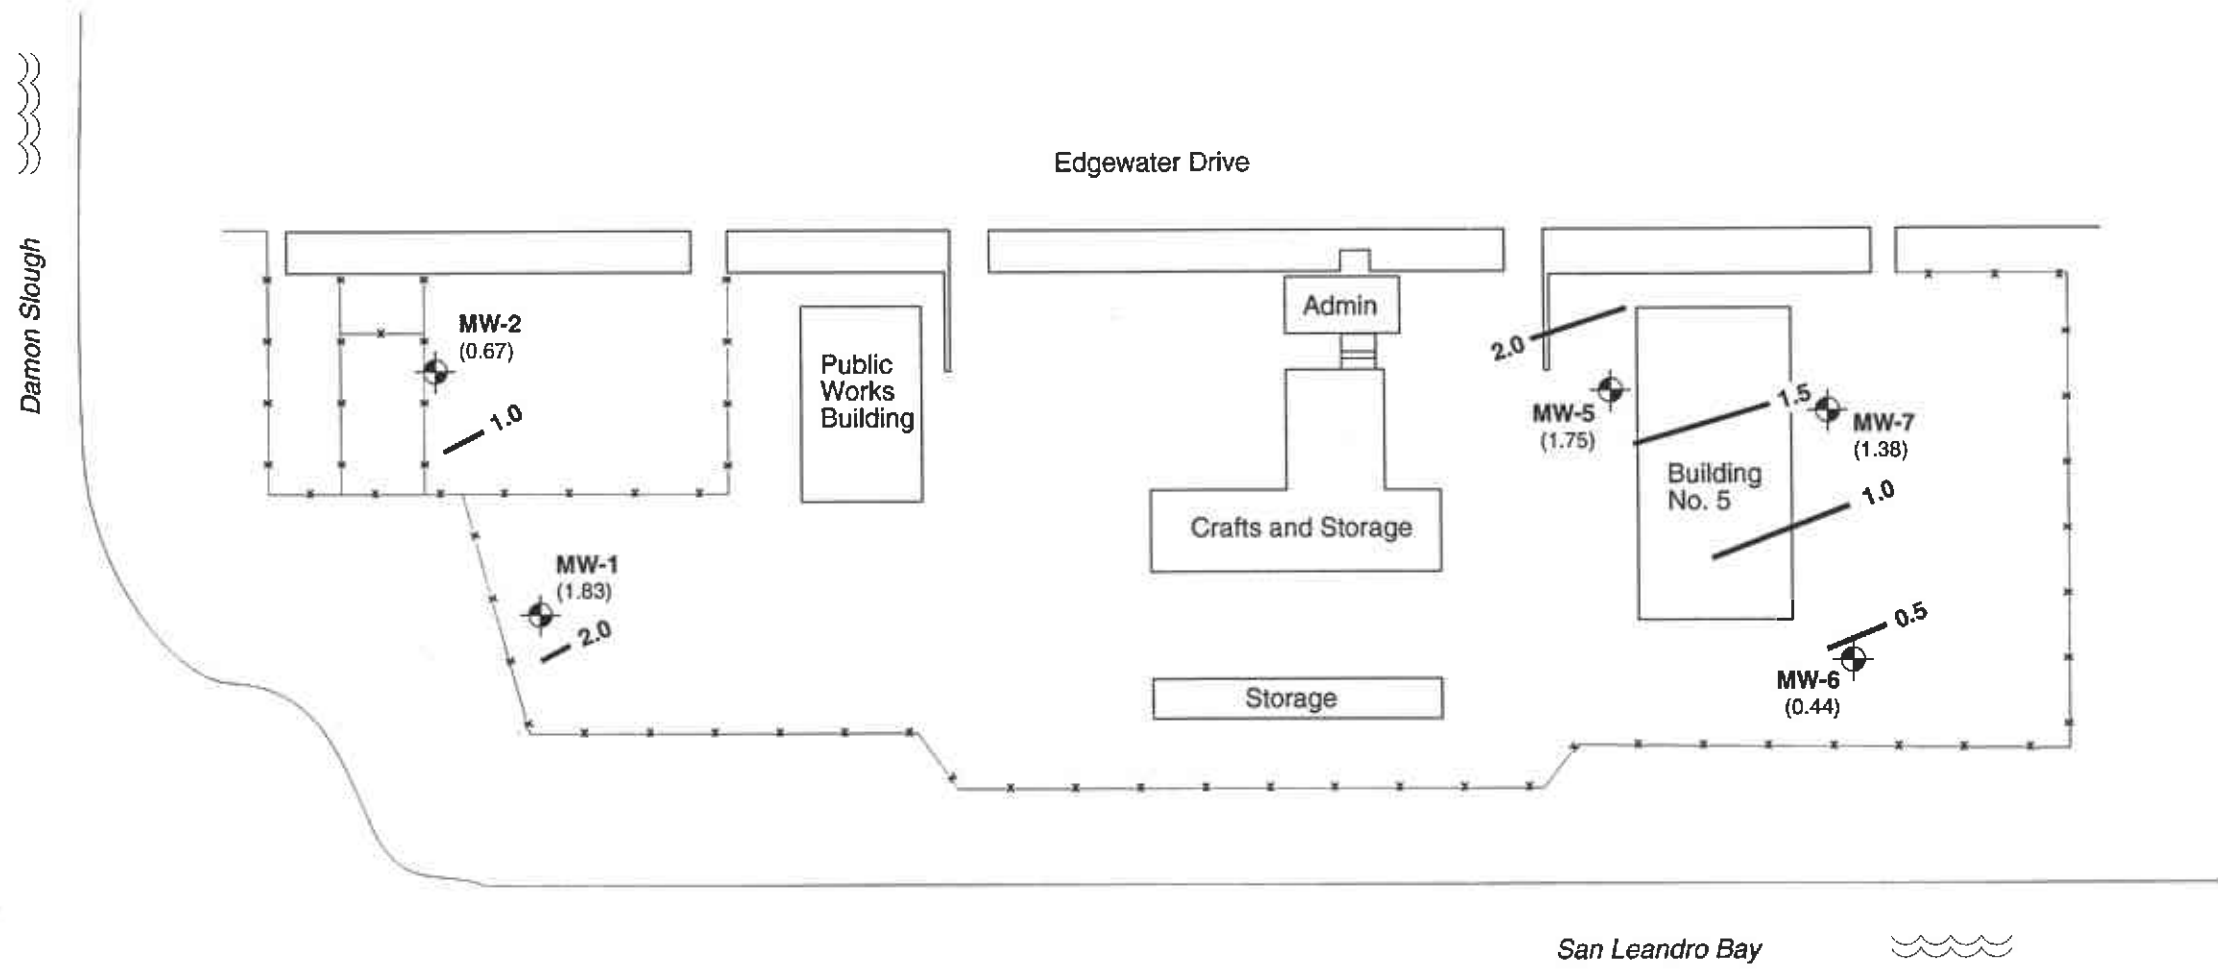 Edgewater Drive
Damon Slough
MW-2
(0.67)
1.0
Public
Works
Building
Admin
2.0
MW-5
(1.75)
1.5
MW-7
(1.38)
Building
No. 5
1.0
Crafts and Storage
MW-1
(1.83)
2.0
0.5
MW-6
(0.44)
Storage
San Leandro Bay